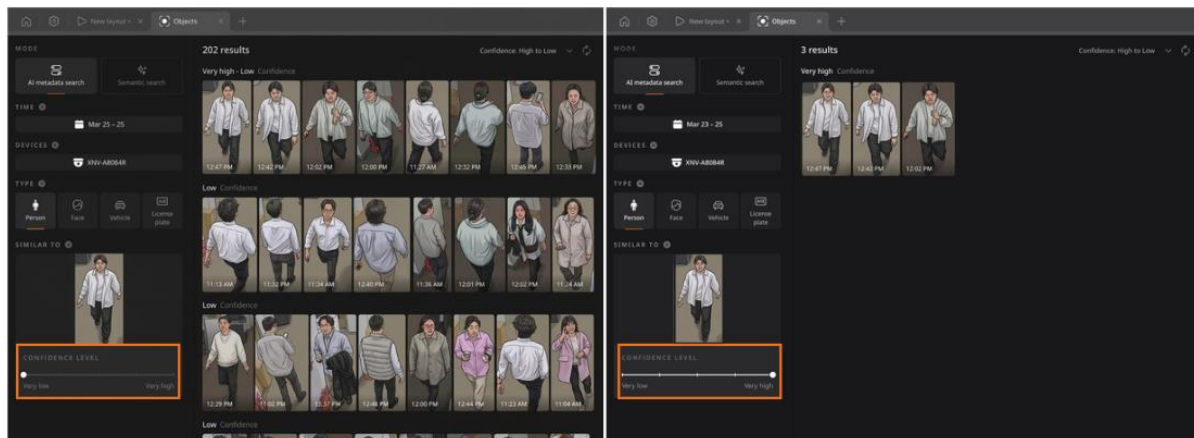 New layout
Objects
MODE
AI metadata search
Semantic search
TIME
Mar 25 – 25
DEVICES
XNV-A8084R
TYPE
Person
Face
Vehicle
License plate
SIMILAR TO
CONFIDENCE LEVEL
Very low
Very high
202 results
Confidence: High to Low
Very high - Low Confidence
12:47 PM
12:42 PM
12:02 PM
12:00 PM
11:27 AM
12:32 PM
12:45 PM
12:33 PM
Low Confidence
11:13 AM
11:32 PM
11:34 AM
12:40 PM
11:36 AM
12:01 PM
12:02 PM
11:24 AM
Low Confidence
12:29 PM
11:02 PM
12:37 PM
12:46 PM
12:00 PM
12:44 PM
11:23 AM
11:04 AM
Low Confidence
New layout
Objects
MODE
AI metadata search
Semantic search
TIME
Mar 23 – 25
DEVICES
XNV-A8084R
TYPE
Person
Face
Vehicle
License plate
SIMILAR TO
CONFIDENCE LEVEL
Very low
Very high
3 results
Confidence: High to Low
Very high Confidence
12:47 PM
12:42 PM
12:02 PM